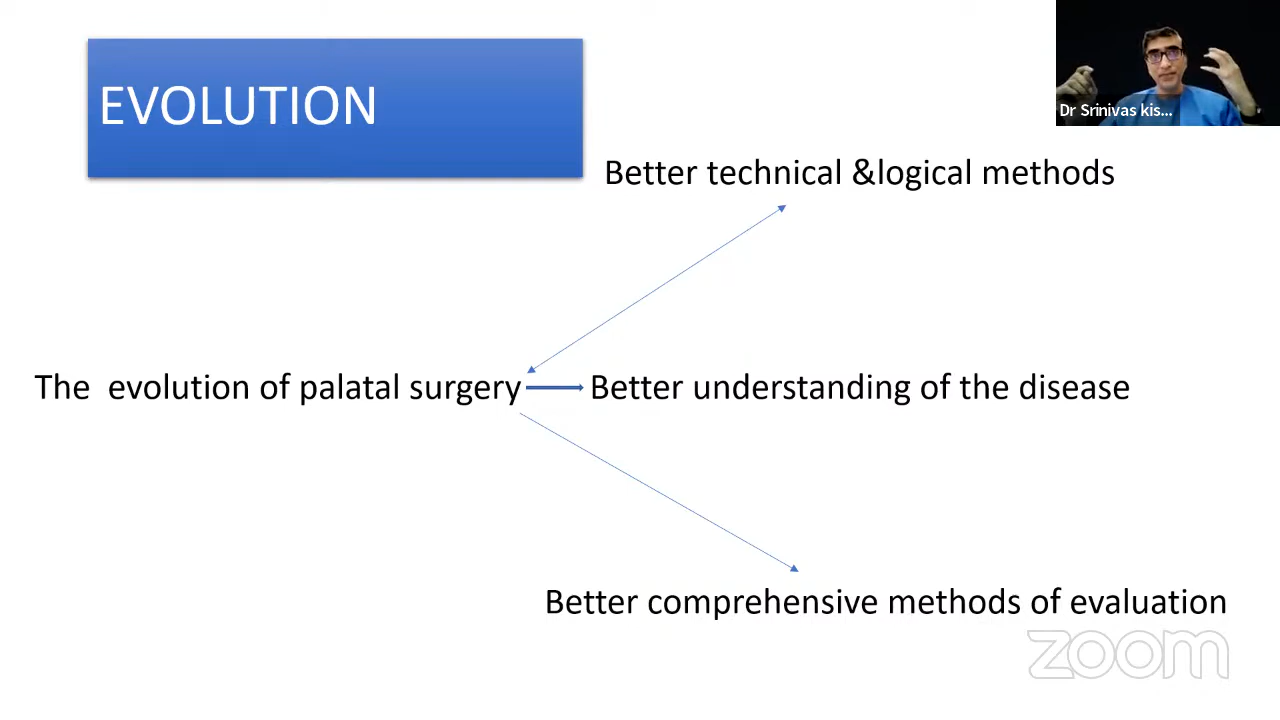 EVOLUTION
Dr Srinivas kis...
Better technical &logical methods
The  evolution of palatal surgery
Better understanding of the disease
Better comprehensive methods of evaluation
zoom